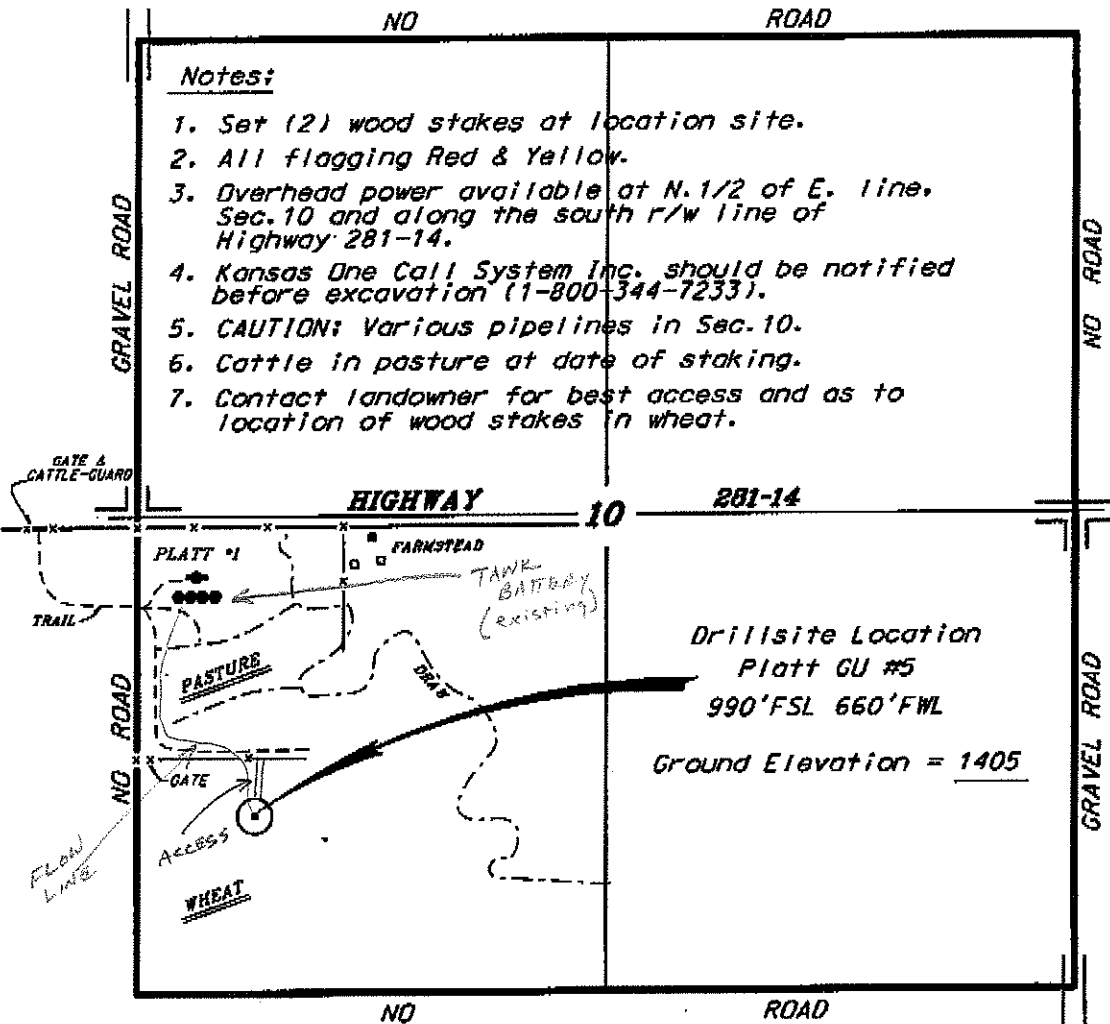 NO ROAD
Notes:
1. Set (2) wood stakes at location site.
2. All flagging Red & Yellow.
3. Overhead power available at N.1/2 of E. line,
Sec.10 and along the south r/w line of
Highway 281-14.
4. Kansas One Call System Inc. should be notified
before excavation (1-800-344-7233).
5. CAUTION: Various pipelines in Sec.10.
6. Cattle in pasture at date of staking.
7. Contact landowner for best access and as to
location of wood stakes in wheat.
GRAVEL ROAD
NO ROAD
GATE &
CATTLE-GUARD
HIGHWAY 10 281-14
PLATT #1
FARMSTEAD
TANK
BATTERY
(existing)
TRAIL
PASTURE
DRAW
Drillsite Location
Platt GU #5
990'FSL 660'FWL
Ground Elevation = 1405
NO ROAD
GRAVEL ROAD
GATE
ACCESS
FLOW
LINE
WHEAT
NO ROAD